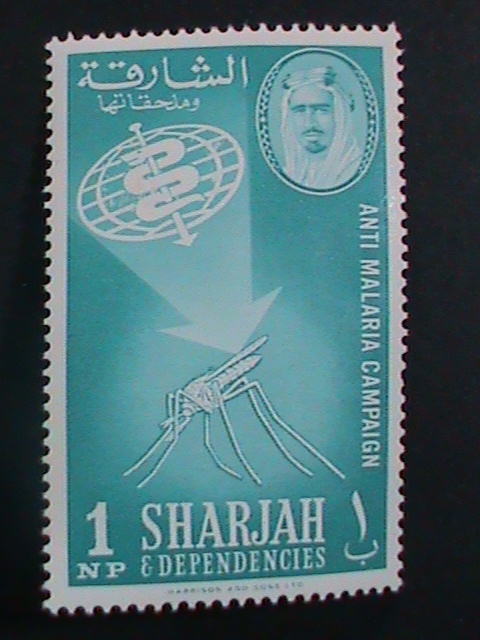 الشارقة
وملحقاتها
ANTI MALARIA CAMPAIGN
1
NP
SHARJAH
& DEPENDENCIES
١
ب
HARRISON AND SONS LTD